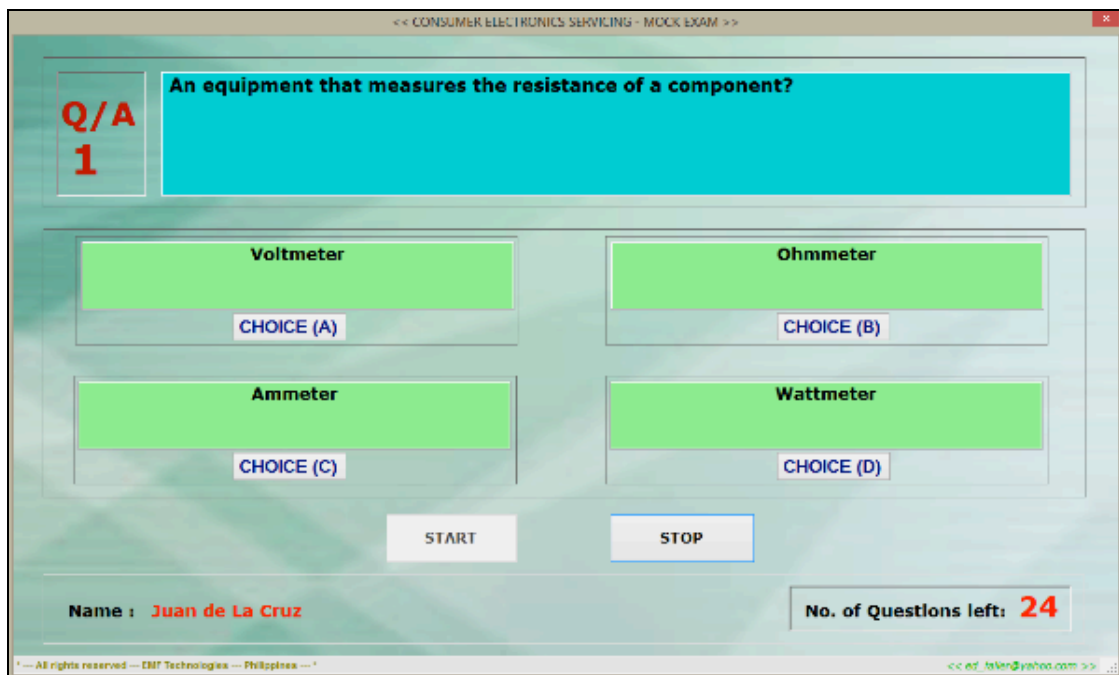 << CONSUMER ELECTRONICS SERVICING - MOCK EXAM >>
Q/A
1
An equipment that measures the resistance of a component?
Voltmeter
CHOICE (A)
Ohmmeter
CHOICE (B)
Ammeter
CHOICE (C)
Wattmeter
CHOICE (D)
START
STOP
Name : Juan de La Cruz
No. of Questions left: 24
* --- All rights reserved --- EMF Technologies --- Philippines --- *